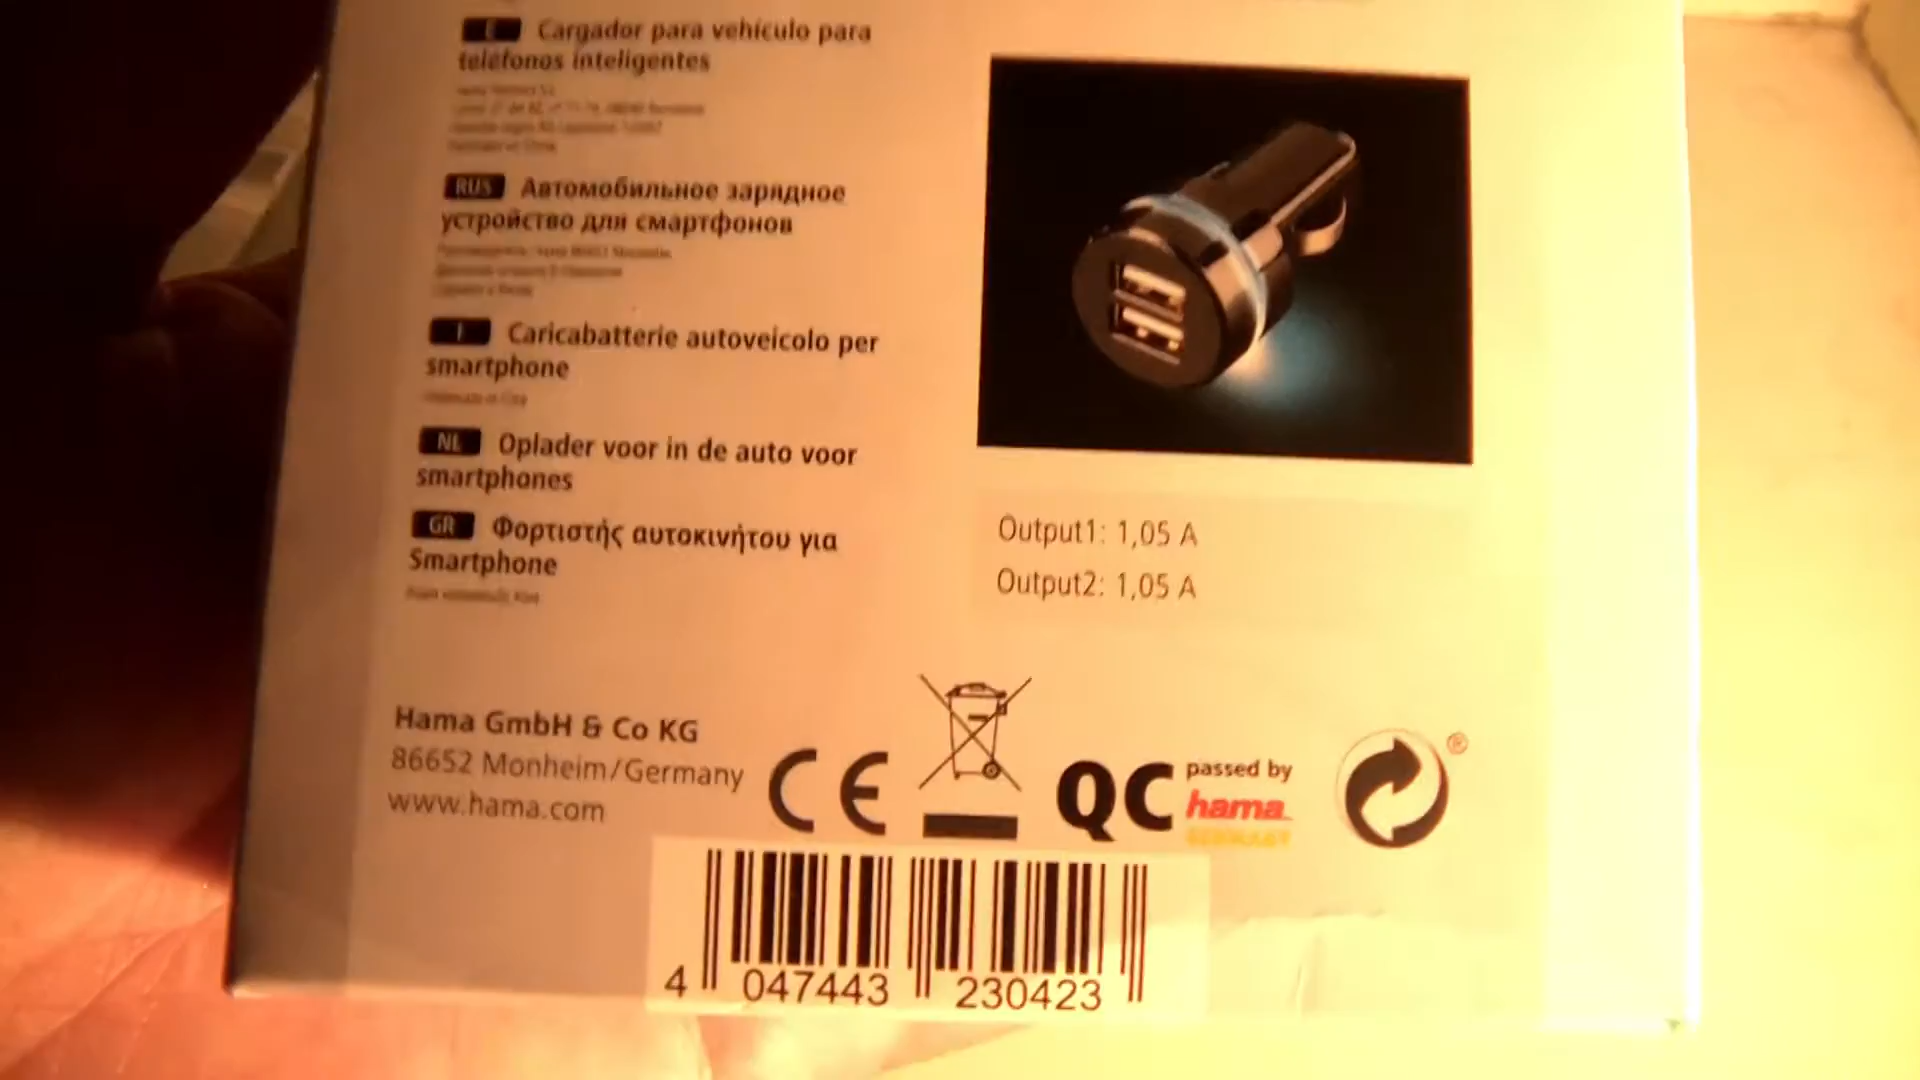 E Cargador para vehículo para
teléfonos inteligentes
RUS Автомобильное зарядное
устройство для смартфонов
I Caricabatterie autoveicolo per
smartphone
NL Oplader voor in de auto voor
smartphones
GR Φορτιστής αυτοκινήτου για
Smartphone
Output1: 1,05 A
Output2: 1,05 A
Hama GmbH & Co KG
86652 Monheim/Germany
www.hama.com
CE
QC passed by
hama
GERMANY
®
4 047443 230423